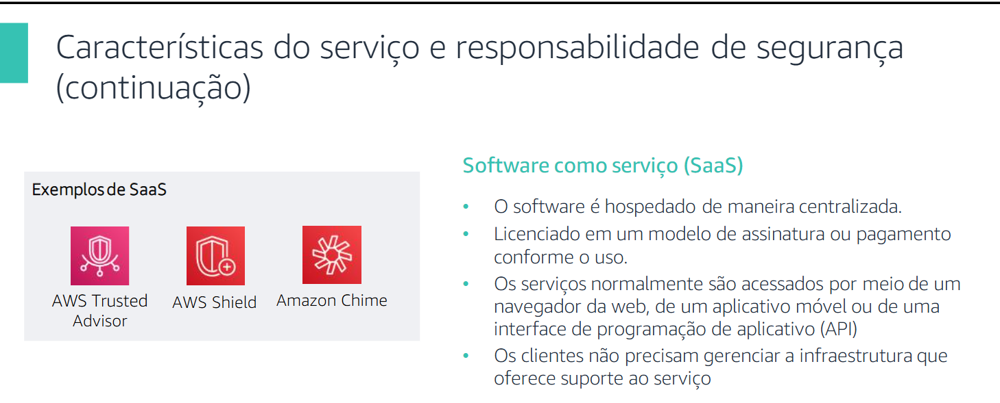 Características do serviço e responsabilidade de segurança
(continuação)
Exemplos de SaaS
AWS Trusted
Advisor
AWS Shield
Amazon Chime
Software como serviço (SaaS)
• O software é hospedado de maneira centralizada.
• Licenciado em um modelo de assinatura ou pagamento
conforme o uso.
• Os serviços normalmente são acessados por meio de um
navegador da web, de um aplicativo móvel ou de uma
interface de programação de aplicativo (API)
• Os clientes não precisam gerenciar a infraestrutura que
oferece suporte ao serviço